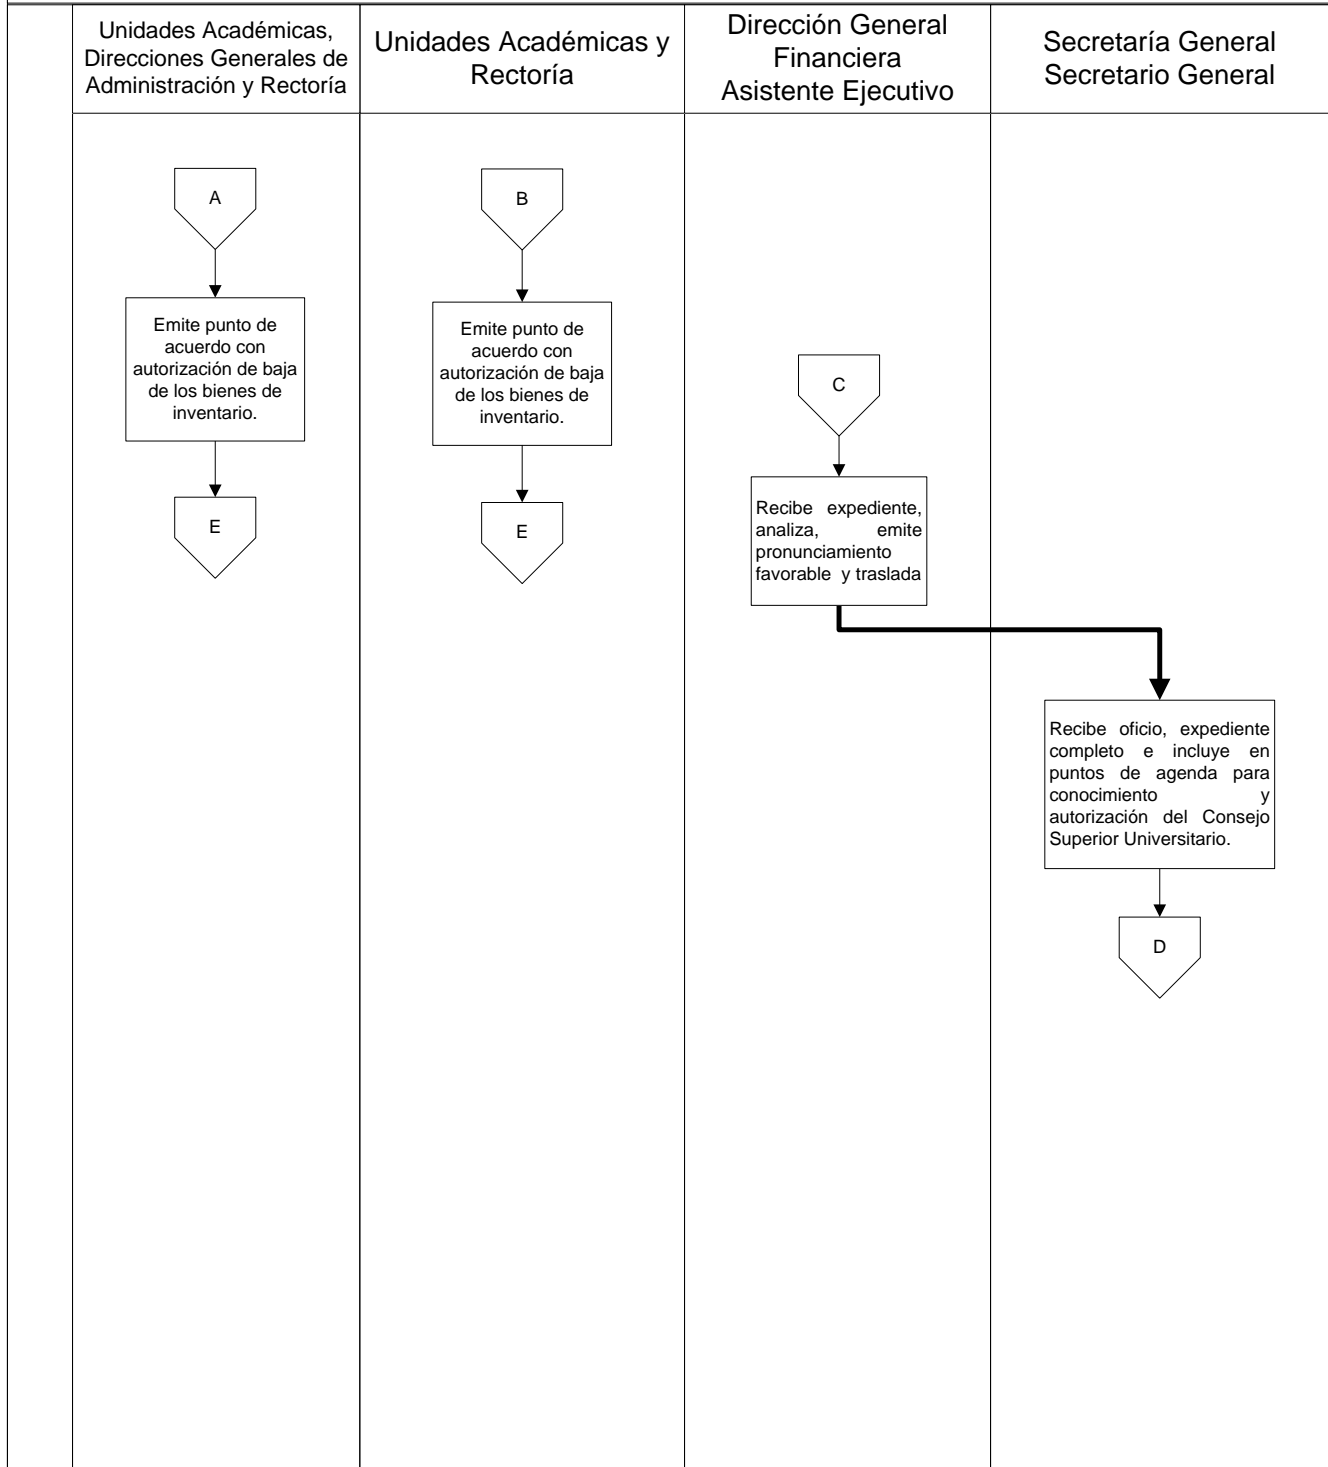 Unidades Académicas,
Direcciones Generales de
Administración y Rectoría
Unidades Académicas y
Rectoría
Dirección General
Financiera
Asistente Ejecutivo
Secretaría General
Secretario General
A
Emite punto de
acuerdo con
autorización de baja
de los bienes de
inventario.
E
B
Emite punto de
acuerdo con
autorización de baja
de los bienes de
inventario.
E
C
Recibe expediente,
analiza, emite
pronunciamiento
favorable y traslada
Recibe oficio, expediente
completo e incluye en
puntos de agenda para
conocimiento y
autorización del Consejo
Superior Universitario.
D